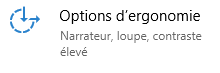 Options d’ergonomie
Narrateur, loupe, contraste
élevé